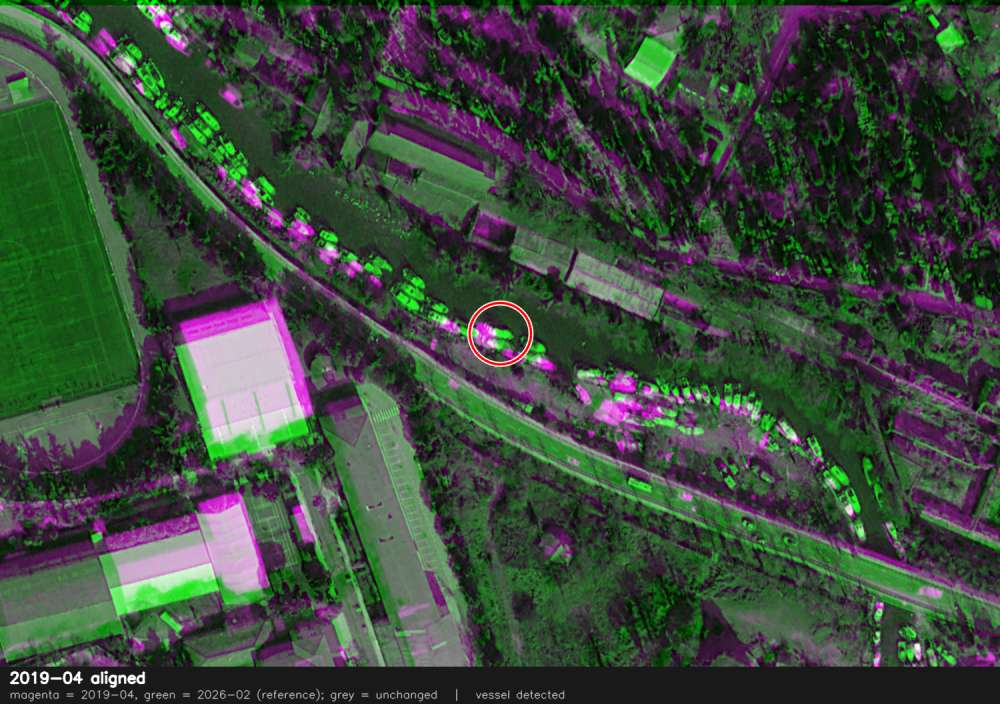 2019-04 aligned
magenta = 2019-04, green = 2026-02 (reference); grey = unchanged | vessel detected